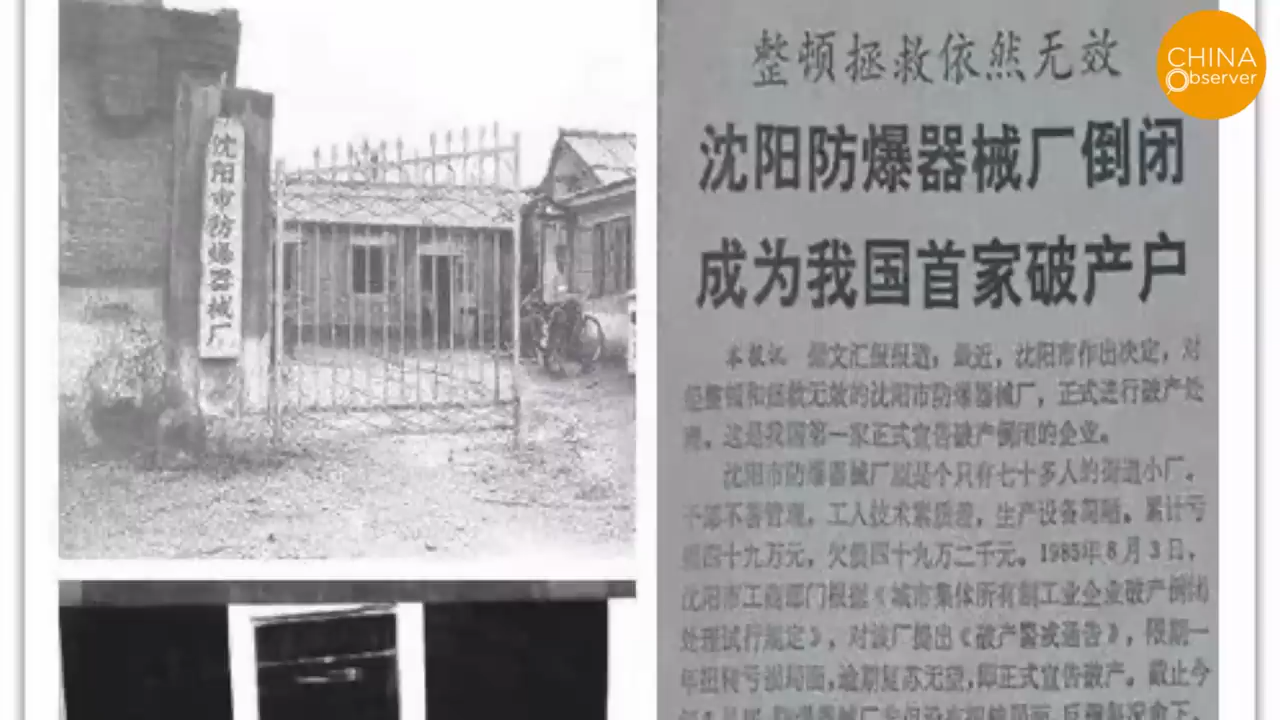 沈阳市防爆器械厂
CHINA
Observer
整顿拯救依然无效
沈阳防爆器械厂倒闭
成为我国首家破产户
本报讯 据文汇报报道:最近,沈阳市作出决定,对
经整顿和拯救无效的沈阳市防爆器械厂,正式进行破产处
理。这是我国第一家正式宣告破产倒闭的企业。
沈阳市防爆器械厂原是个只有七十多人的街道小厂。
干部不善管理,工人技术素质差,生产设备简陋。累计亏
损四十九万元,欠债四十九万二千元。1985年8月3日,
沈阳市工商部门根据《城市集体所有制工业企业破产倒闭
处理试行规定》,对该厂提出《破产警戒通告》,限期一
年扭转亏损局面,逾期复苏无望,即正式宣告破产。截止今